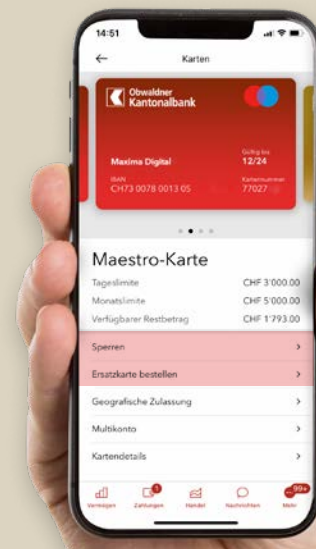 14:51
Karten
Obwaldner
Kantonalbank
Maxima Digital
Gültig bis
12/24
IBAN
CH73 0078 0013 05
Kartennummer
77027
Maestro-Karte
Tageslimite CHF 3'000.00
Monatslimite CHF 5'000.00
Verfügbarer Restbetrag CHF 1'793.00
Sperren
Ersatzkarte bestellen
Geografische Zulassung
Multikonto
Kartendetails
1
99+
Vermögen Zahlungen Handel Nachrichten Mehr